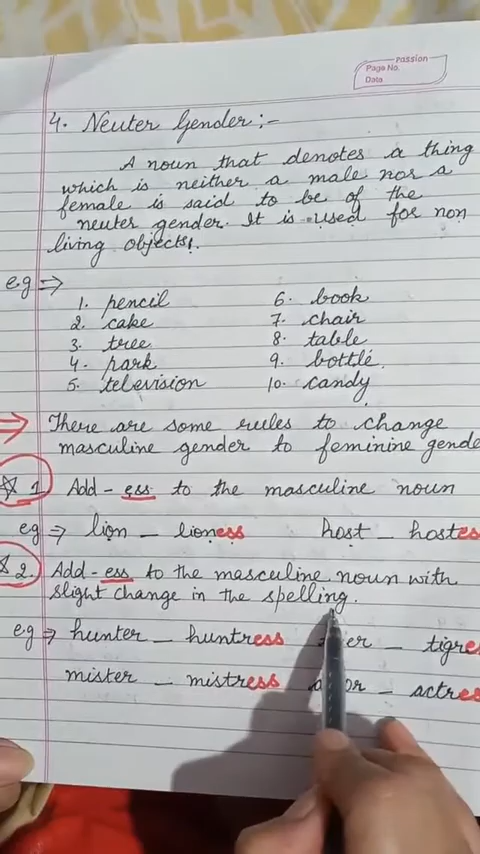 Passion
Page No.
Data
4. Neuter Gender:-
A noun that denotes a thing
which is neither a male nor a
female is said to be of the
neuter gender. It is used for non
living objects.
e.g ⇒
1. pencil 6. book
2. cake 7. chair
3. tree 8. table
4. park 9. bottle
5. television 10. candy
⇒ There are some rules to change
masculine gender to feminine gende
☆ 1. Add - ess to the masculine noun
eg ⇒ lion - lioness host - hostes
☆ 2. Add - ess to the masculine noun with
slight change in the spelling.
eg ⇒ hunter - huntress er - tigre
mister - mistress a or - actres